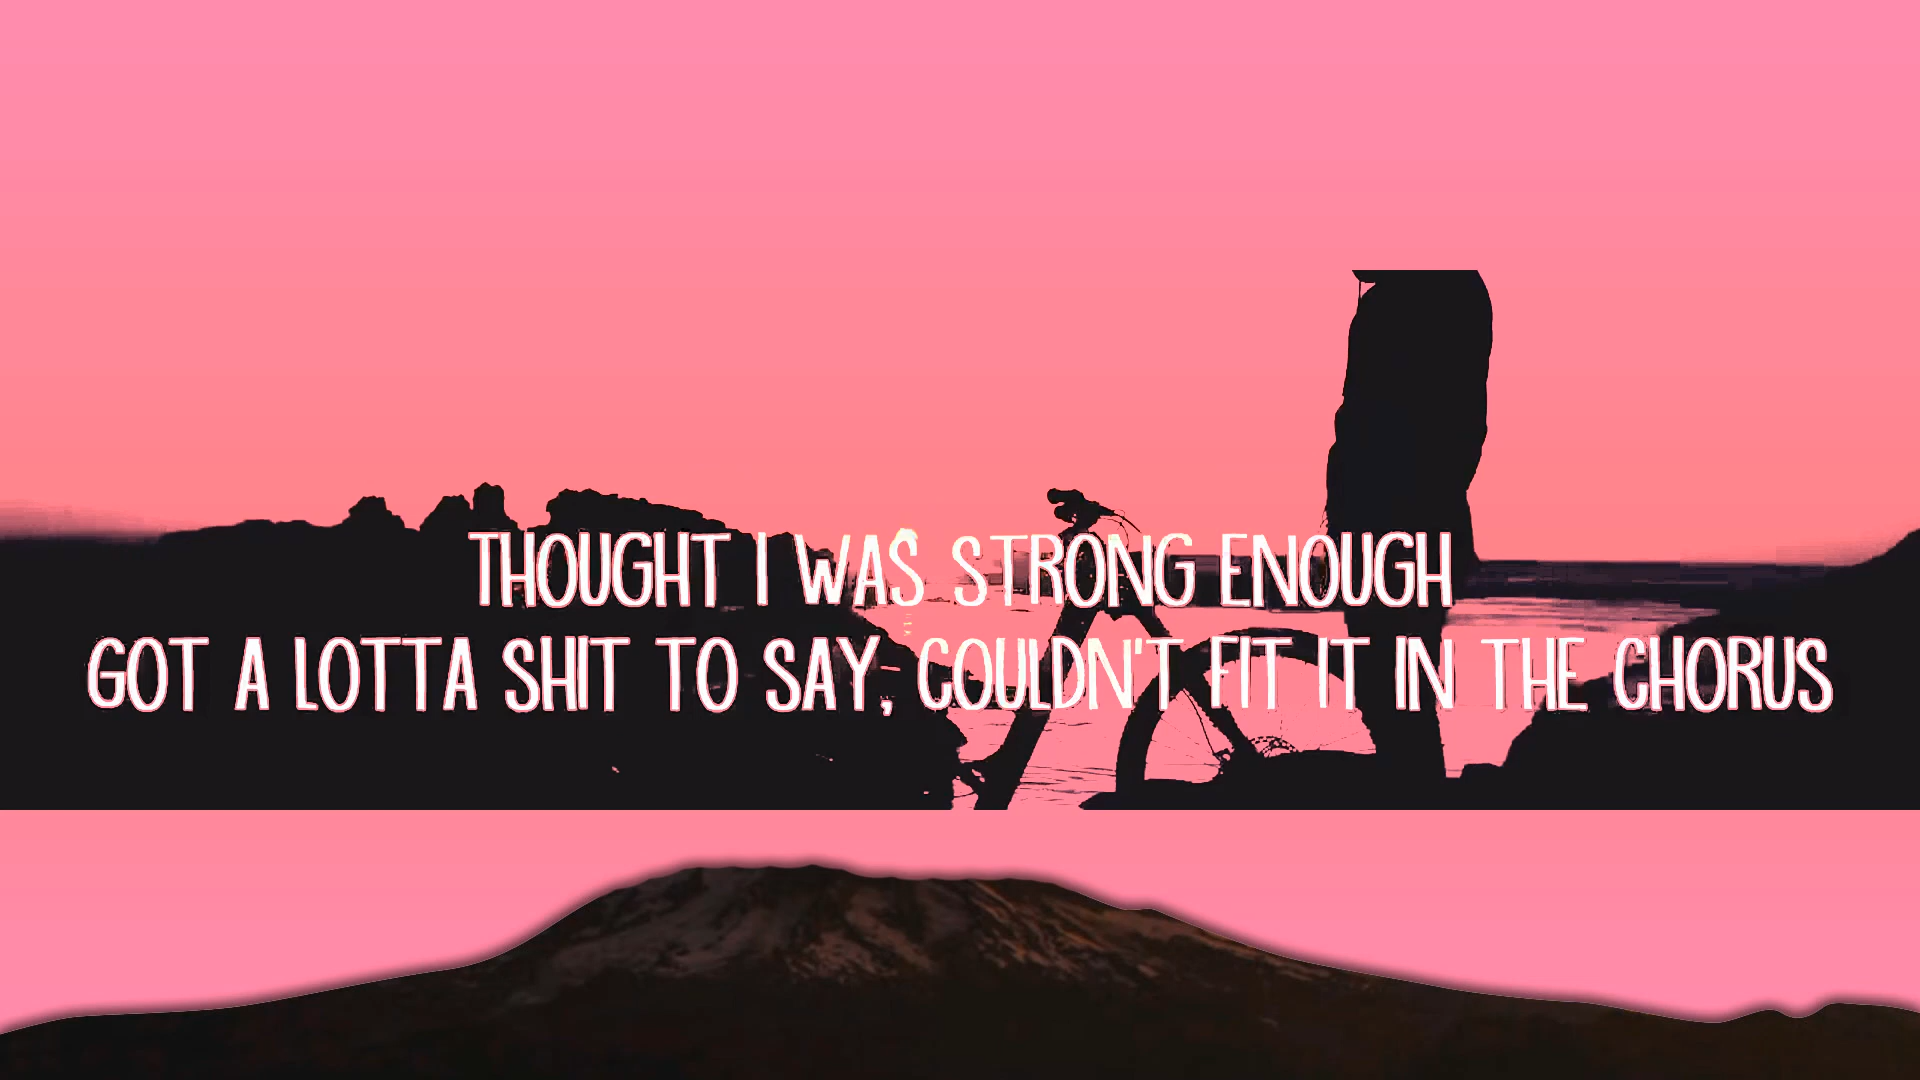 THOUGHT I WAS STRONG ENOUGH
GOT A LOTTA SHIT TO SAY, COULDN'T FIT IT IN THE CHORUS